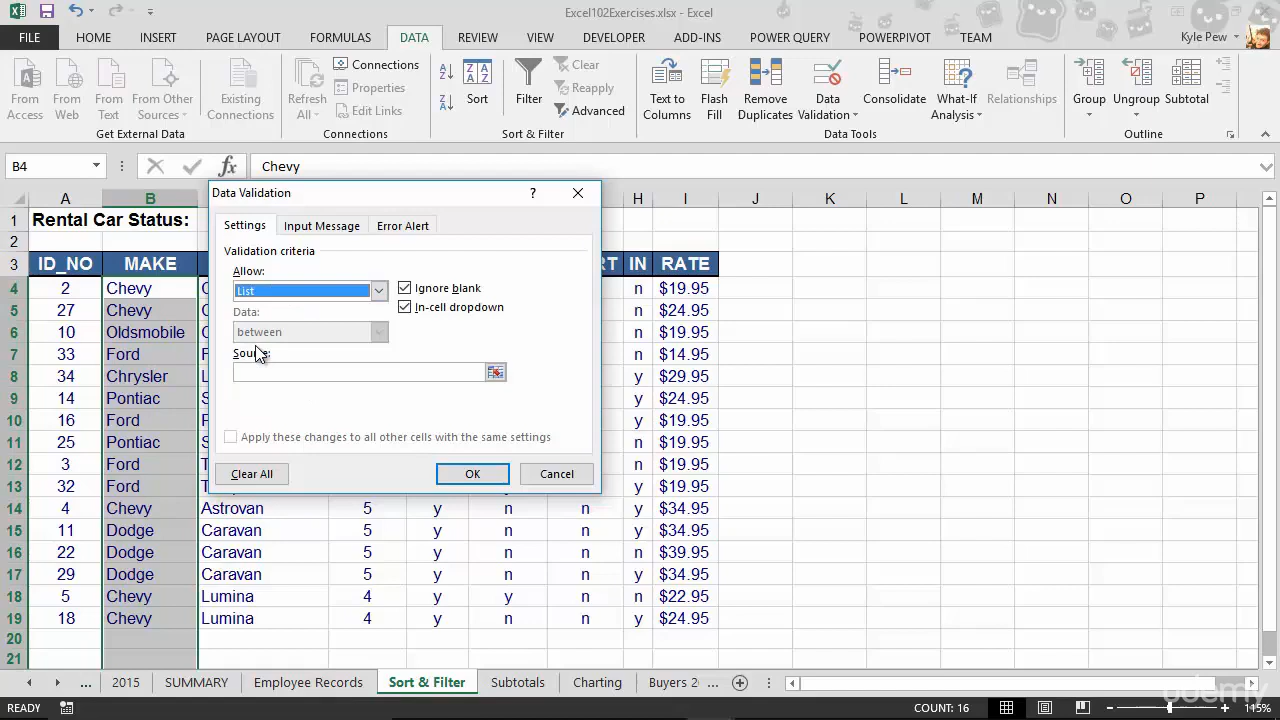 Excel102Exercises.xlsx - Excel
FILE HOME INSERT PAGE LAYOUT FORMULAS DATA REVIEW VIEW DEVELOPER ADD-INS POWER QUERY POWERPIVOT TEAM Kyle Pew
From Access
From Web
From Text
From Other Sources
Existing Connections
Get External Data
Refresh All
Connections
Properties
Edit Links
Connections
A Z
Z A
Sort
Filter
Clear
Reapply
Advanced
Sort & Filter
Text to Columns
Flash Fill
Remove Duplicates
Data Validation
Consolidate
What-If Analysis
Relationships
Data Tools
Group
Ungroup
Subtotal
Outline
B4 fx Chevy
Data Validation ?
Settings Input Message Error Alert
Validation criteria
Allow:
List
Ignore blank
Data:
In-cell dropdown
between
Source:
Apply these changes to all other cells with the same settings
Clear All OK Cancel
A B H I J K L M N O P
1 Rental Car Status:
2
3 ID_NO MAKE RT IN RATE
4 2 Chevy C n $19.95
5 27 Chevy C n $24.95
6 10 Oldsmobile C n $19.95
7 33 Ford F n $14.95
8 34 Chrysler L y $29.95
9 14 Pontiac S y $24.95
10 16 Ford P y $19.95
11 25 Pontiac S n $19.95
12 3 Ford T n $19.95
13 32 Ford T y $19.95
14 4 Chevy Astrovan 5 y n n y $34.95
15 11 Dodge Caravan 5 y n n y $34.95
16 22 Dodge Caravan 5 y n n n $39.95
17 29 Dodge Caravan 5 y n n y $34.95
18 5 Chevy Lumina 4 y y n n $22.95
19 18 Chevy Lumina 4 y n n y $24.95
20
21
... 2015 SUMMARY Employee Records Sort & Filter Subtotals Charting Buyers 2 ...
udemy
READY COUNT: 16 115%